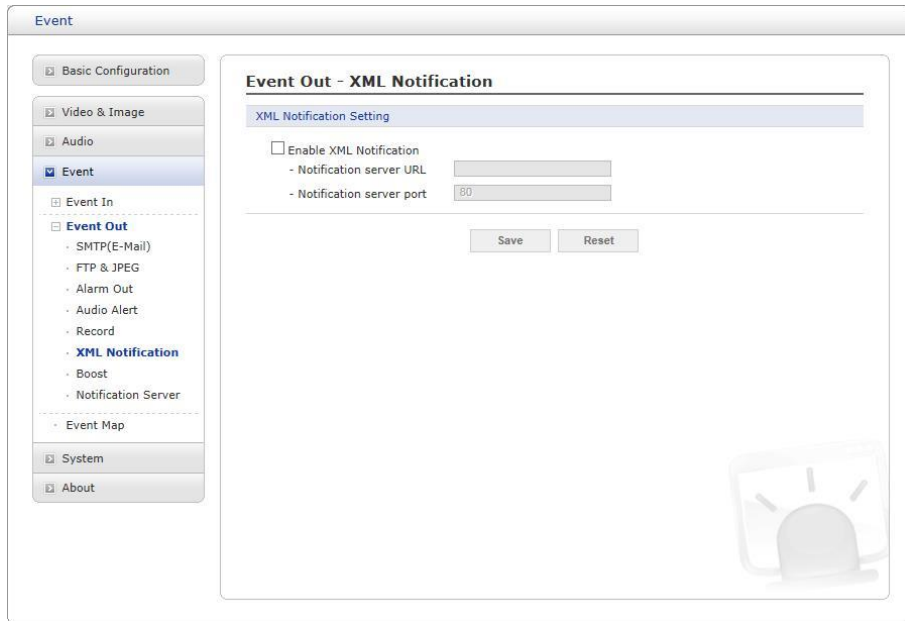 Event
Basic Configuration
Video & Image
Audio
Event
Event In
Event Out
SMTP(E-Mail)
FTP & JPEG
Alarm Out
Audio Alert
Record
XML Notification
Boost
Notification Server
Event Map
System
About
Event Out - XML Notification
XML Notification Setting
Enable XML Notification
- Notification server URL
- Notification server port 80
Save Reset